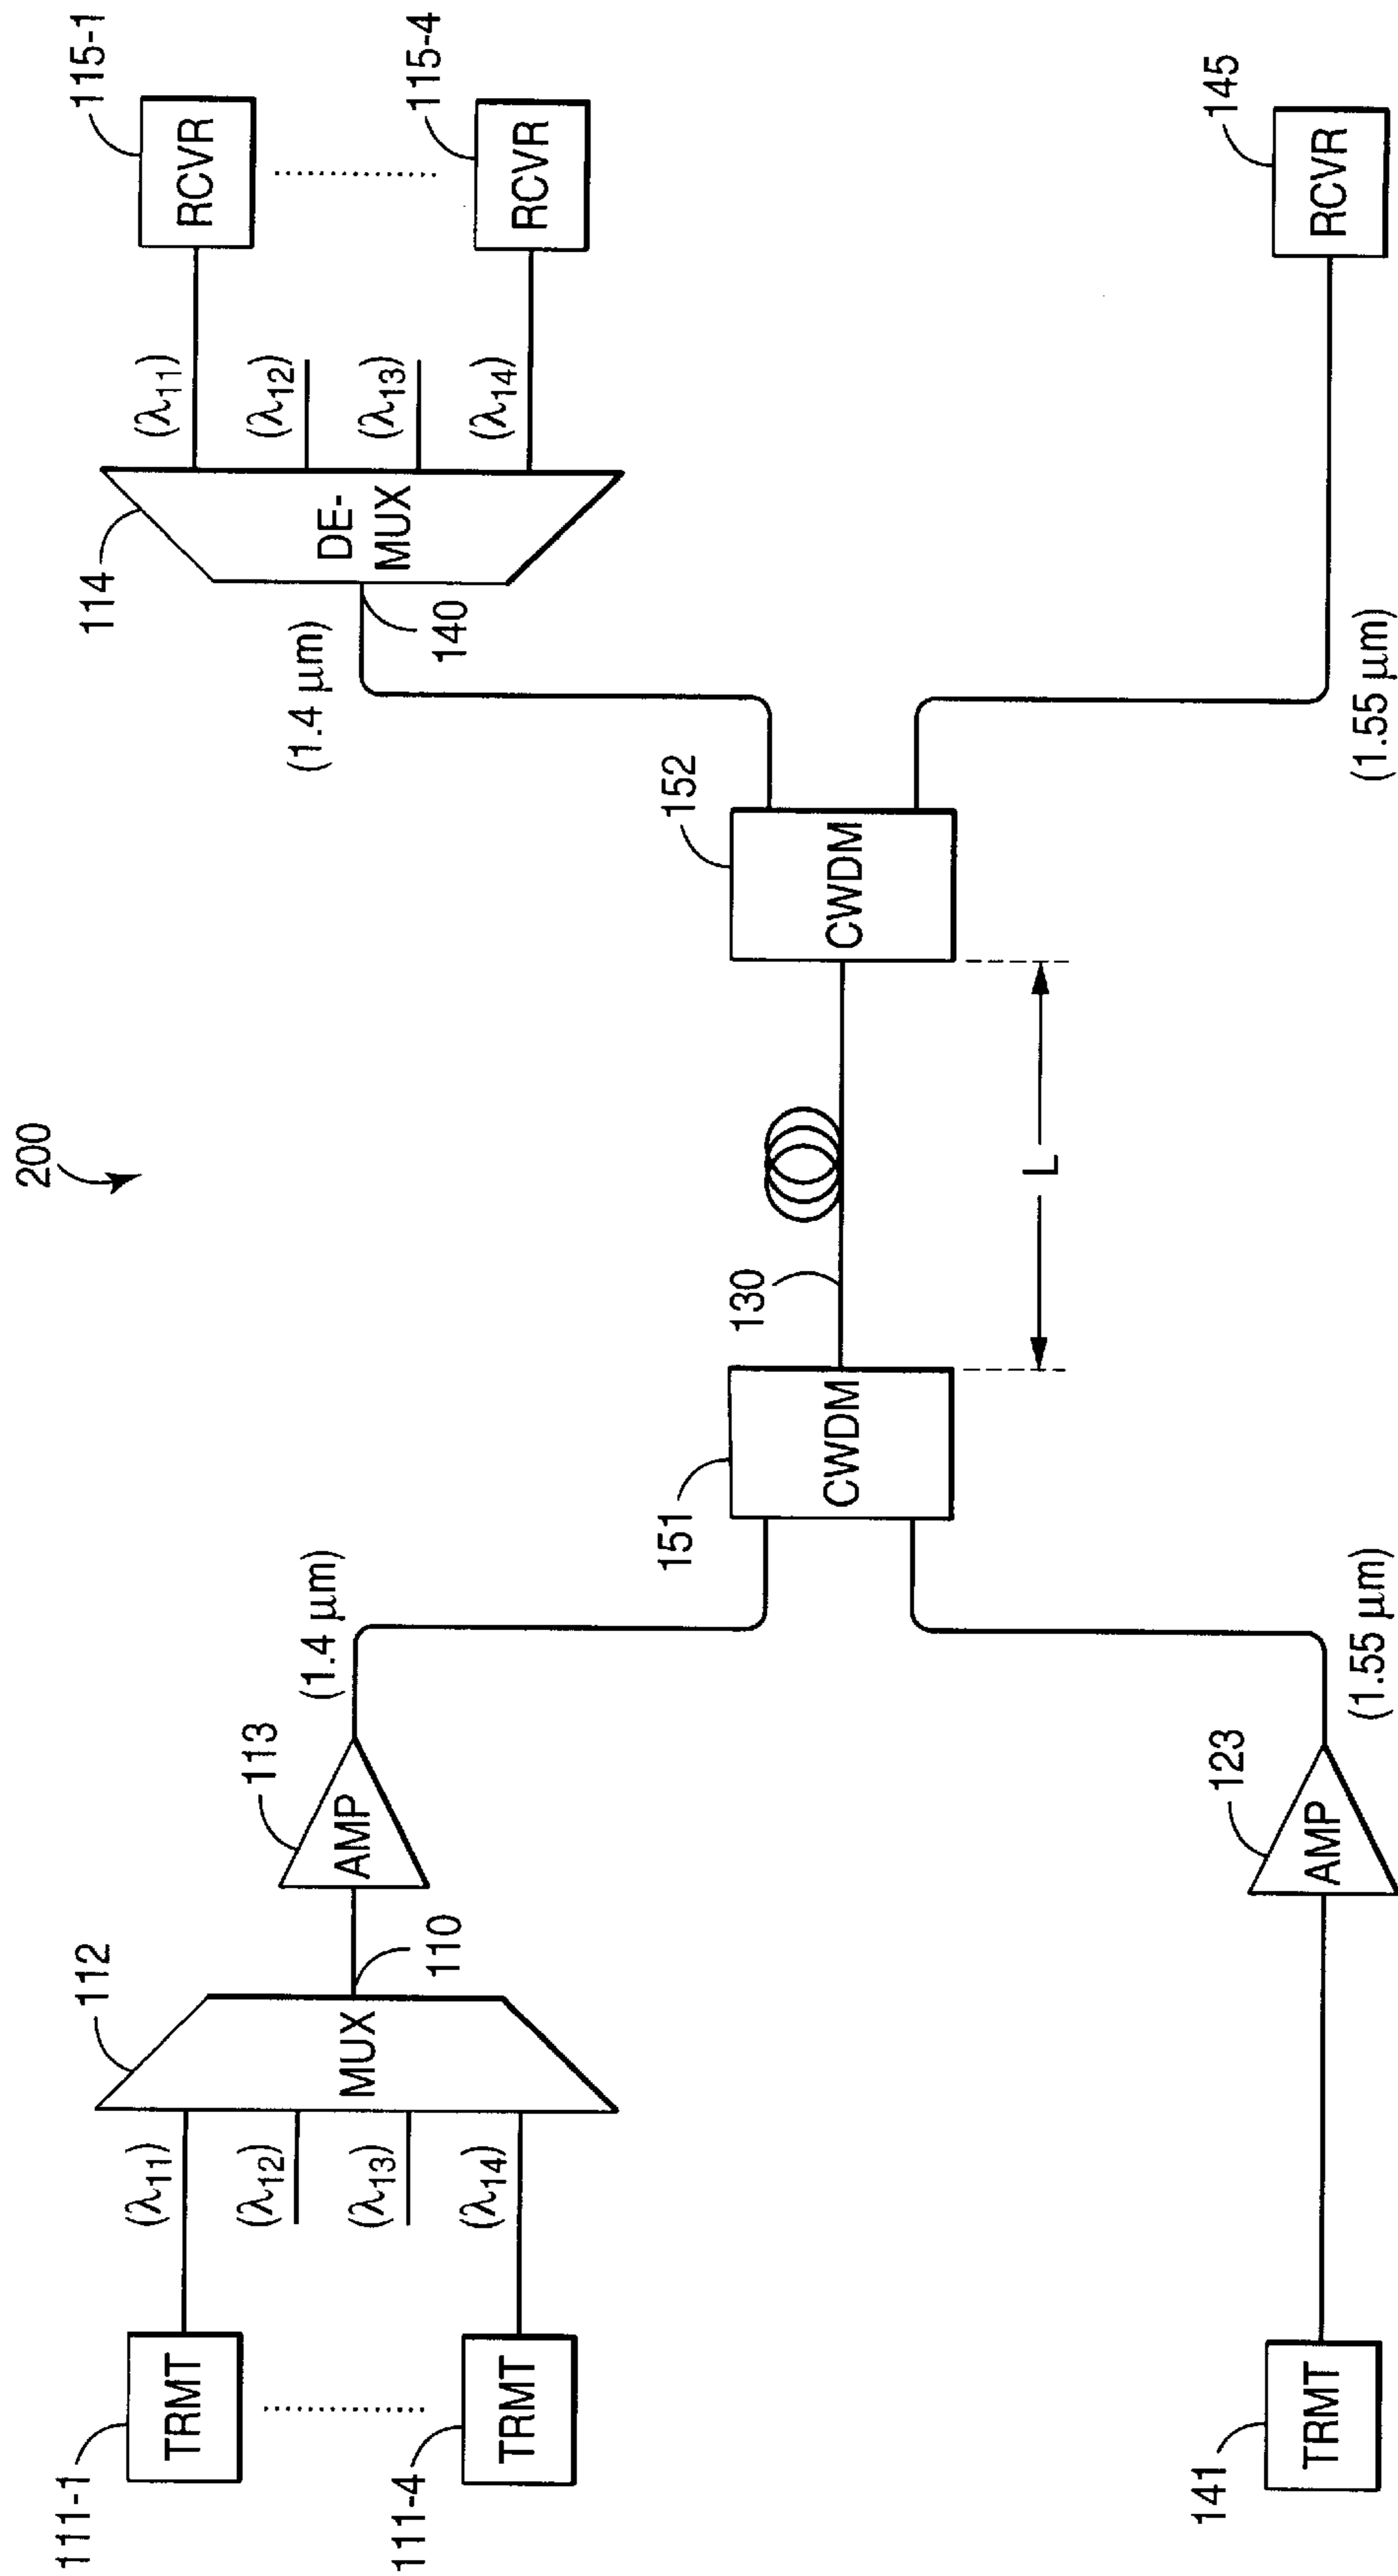 200
111-1
TRMT
111-4
TRMT
(λ11)
(λ12)
(λ13)
(λ14)
112
MUX
110
113
AMP
(1.4 μm)
141
TRMT
123
AMP
(1.55 μm)
151
CWDM
130
L
152
CWDM
(1.4 μm)
140
114
DE-
MUX
(λ11)
(λ12)
(λ13)
(λ14)
115-1
RCVR
115-4
RCVR
(1.55 μm)
145
RCVR